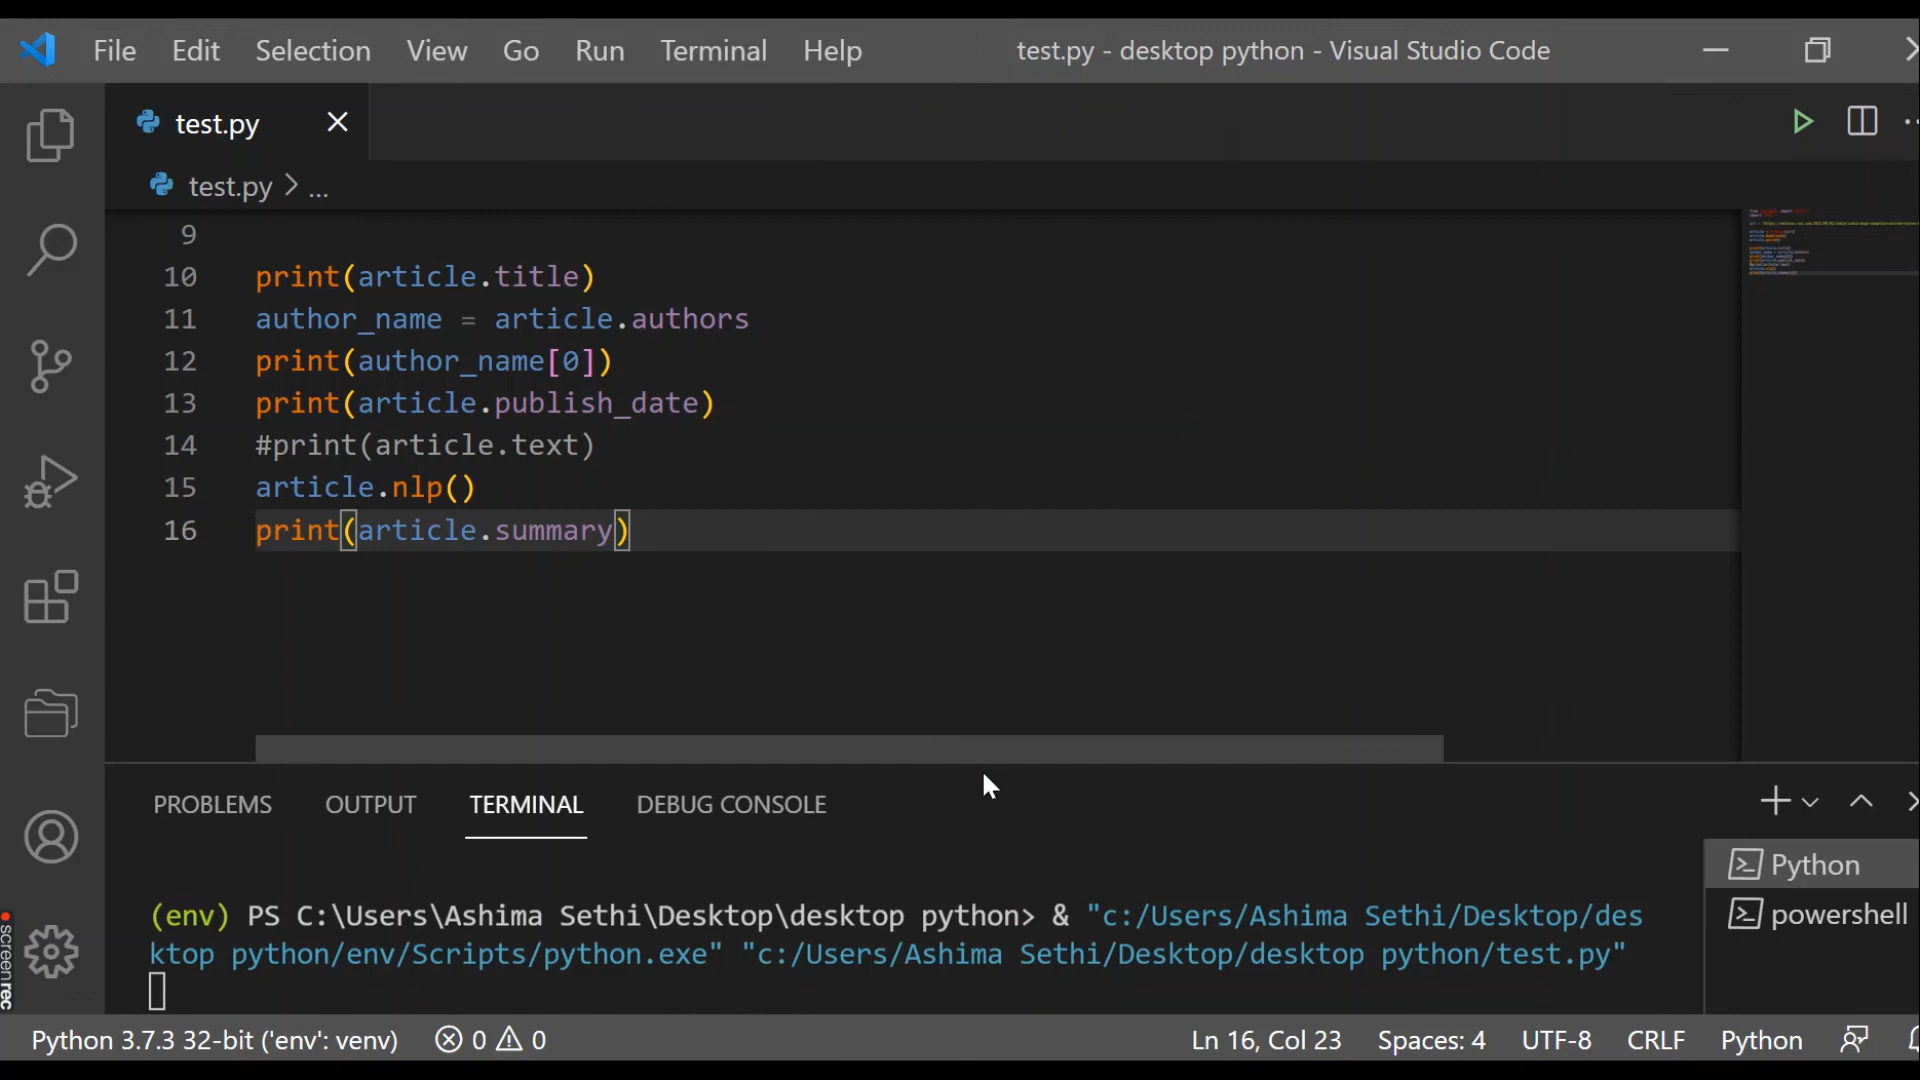 File Edit Selection View Go Run Terminal Help test.py - desktop python - Visual Studio Code
test.py
test.py > ...
9
10 print(article.title)
11 author_name = article.authors
12 print(author_name[0])
13 print(article.publish_date)
14 #print(article.text)
15 article.nlp()
16 print(article.summary)
PROBLEMS OUTPUT TERMINAL DEBUG CONSOLE
Python
powershell
(env) PS C:\Users\Ashima Sethi\Desktop\desktop python> & "c:/Users/Ashima Sethi/Desktop/des
ktop python/env/Scripts/python.exe" "c:/Users/Ashima Sethi/Desktop/desktop python/test.py"
screenrec
Python 3.7.3 32-bit ('env': venv) 0 0 Ln 16, Col 23 Spaces: 4 UTF-8 CRLF Python